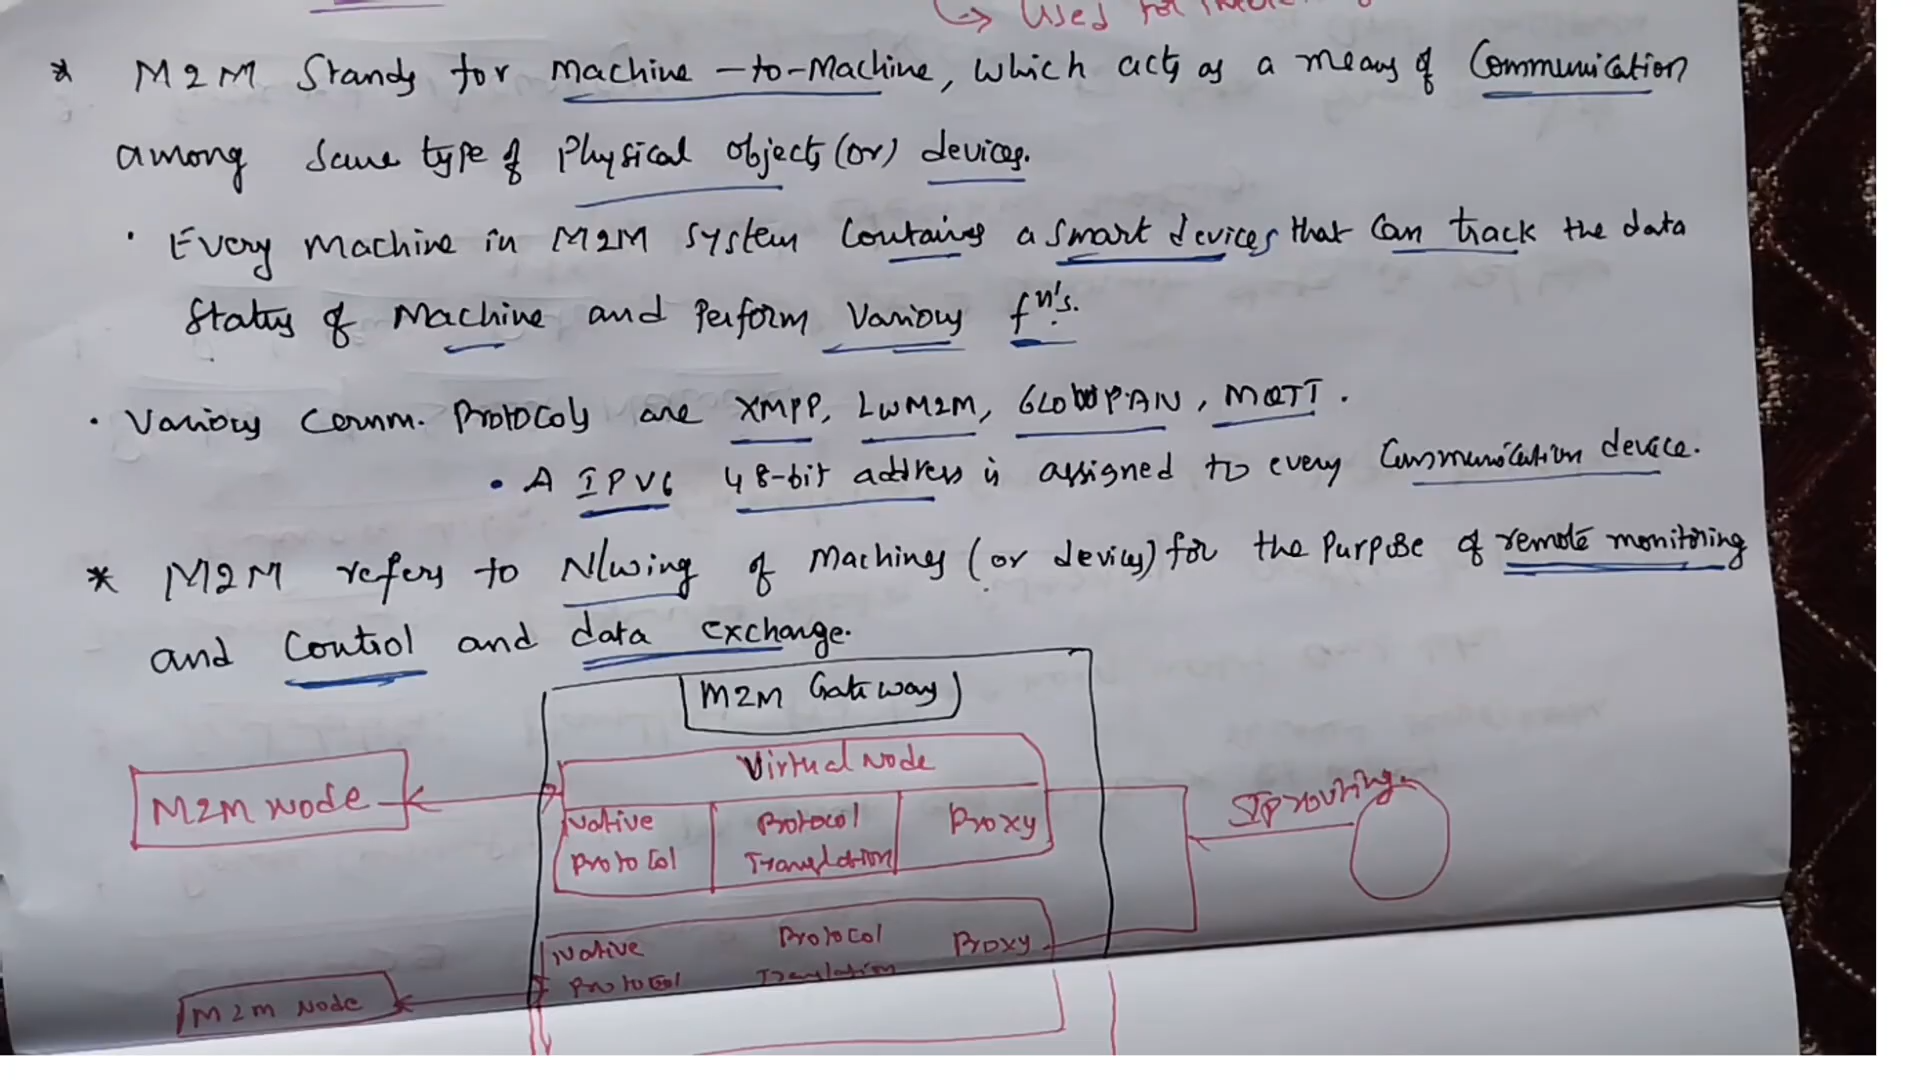 ↳ Used for
* M2M Stands for Machine-to-Machine, which acts as a means of Communication
among same type of Physical objects (or) devices.
· Every Machine in M2M system Contains a smart devices that Can track the data
status of Machine and Perform Various fⁿ's.
· Various Comm. Protocols are XMPP, LWM2M, 6LOWPAN, MQTT.
• A IPV6 48-bit address is assigned to every Communication device.
* M2M refers to N/wing of Machines (or devices) for the purpose of remote monitoring
and Control and data exchange.
M2M Gateway
Virtual Node
M2M Node
Native Protocol Proxy
Protocol Translation
SIP routing
Native Protocol Proxy
Protocol Translation
M2M Node